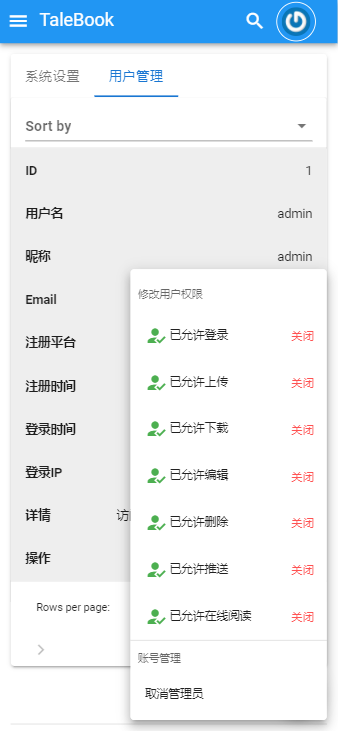 TaleBook
系统设置 用户管理
Sort by
ID 1
用户名 admin
昵称 admin
Email
注册平台
注册时间
登录时间
登录IP
详情
操作
Rows per page:
修改用户权限
已允许登录 关闭
已允许上传 关闭
已允许下载 关闭
已允许编辑 关闭
已允许删除 关闭
已允许推送 关闭
已允许在线阅读 关闭
账号管理
取消管理员